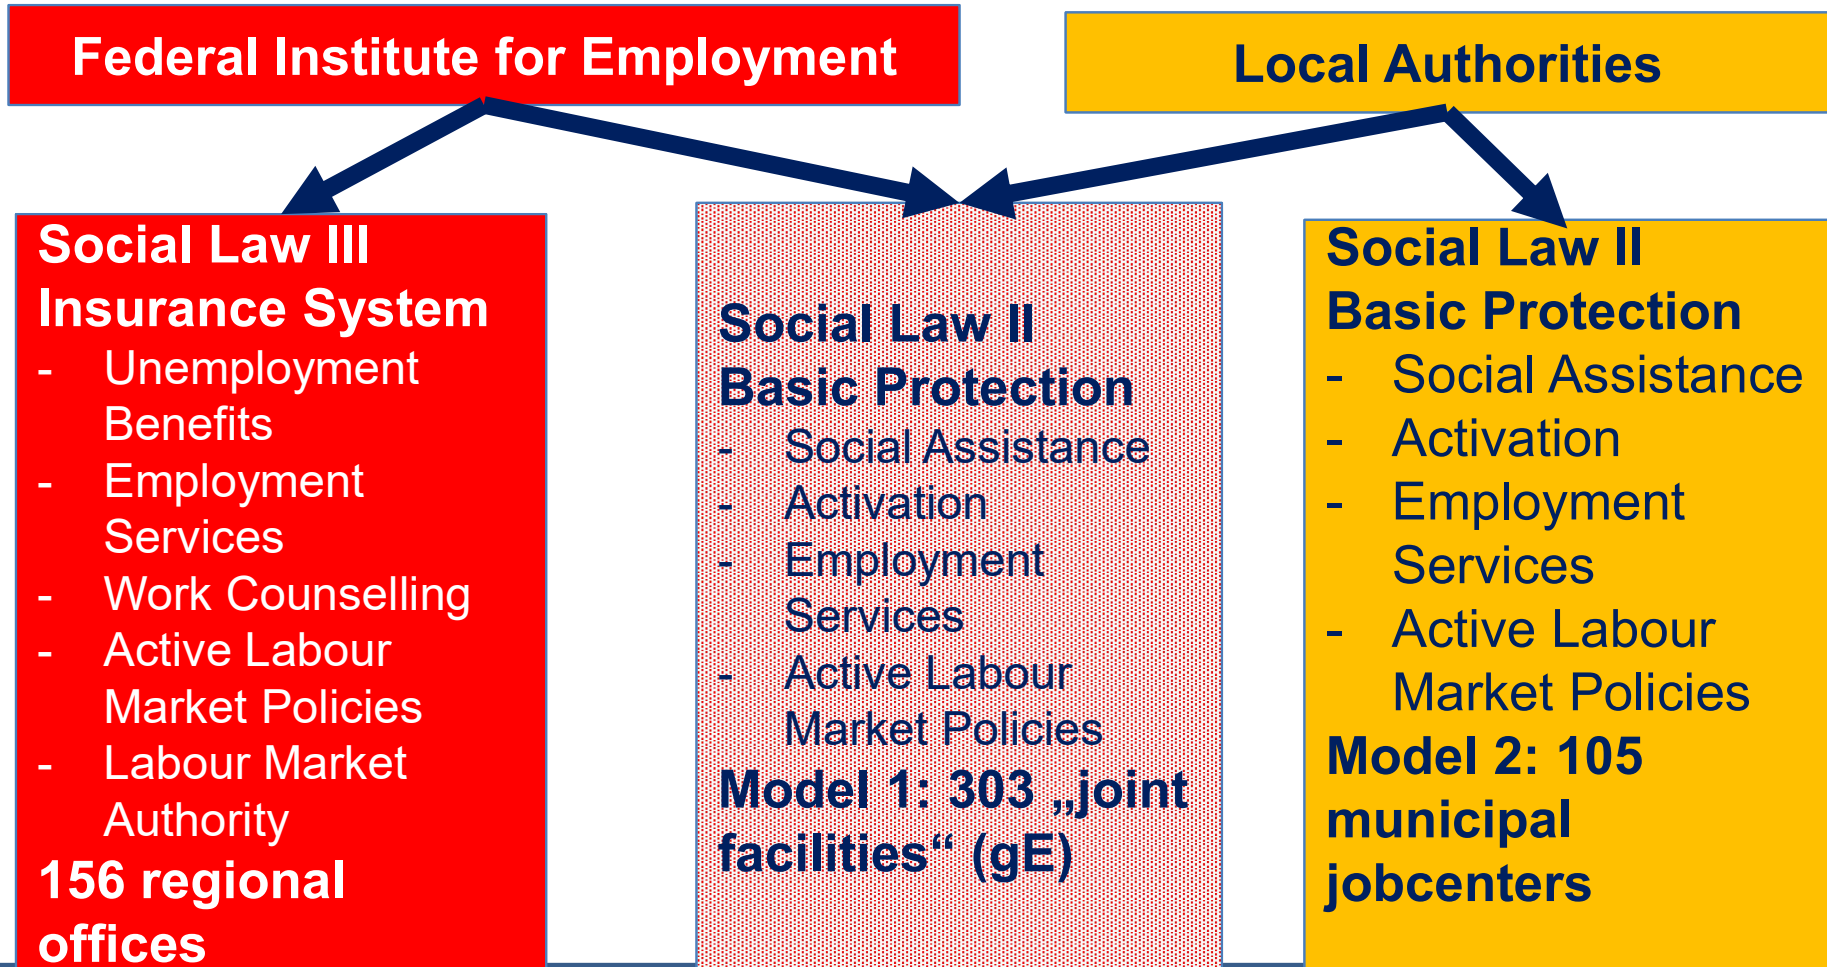 Federal Institute for Employment
Local Authorities
Social Law III
Insurance System
- Unemployment
Benefits
- Employment
Services
- Work Counselling
- Active Labour
Market Policies
- Labour Market
Authority
156 regional
offices
Social Law II
Basic Protection
- Social Assistance
- Activation
- Employment
Services
- Active Labour
Market Policies
Model 1: 303 „joint
facilities“ (gE)
Social Law II
Basic Protection
- Social Assistance
- Activation
- Employment
Services
- Active Labour
Market Policies
Model 2: 105
municipal
jobcenters